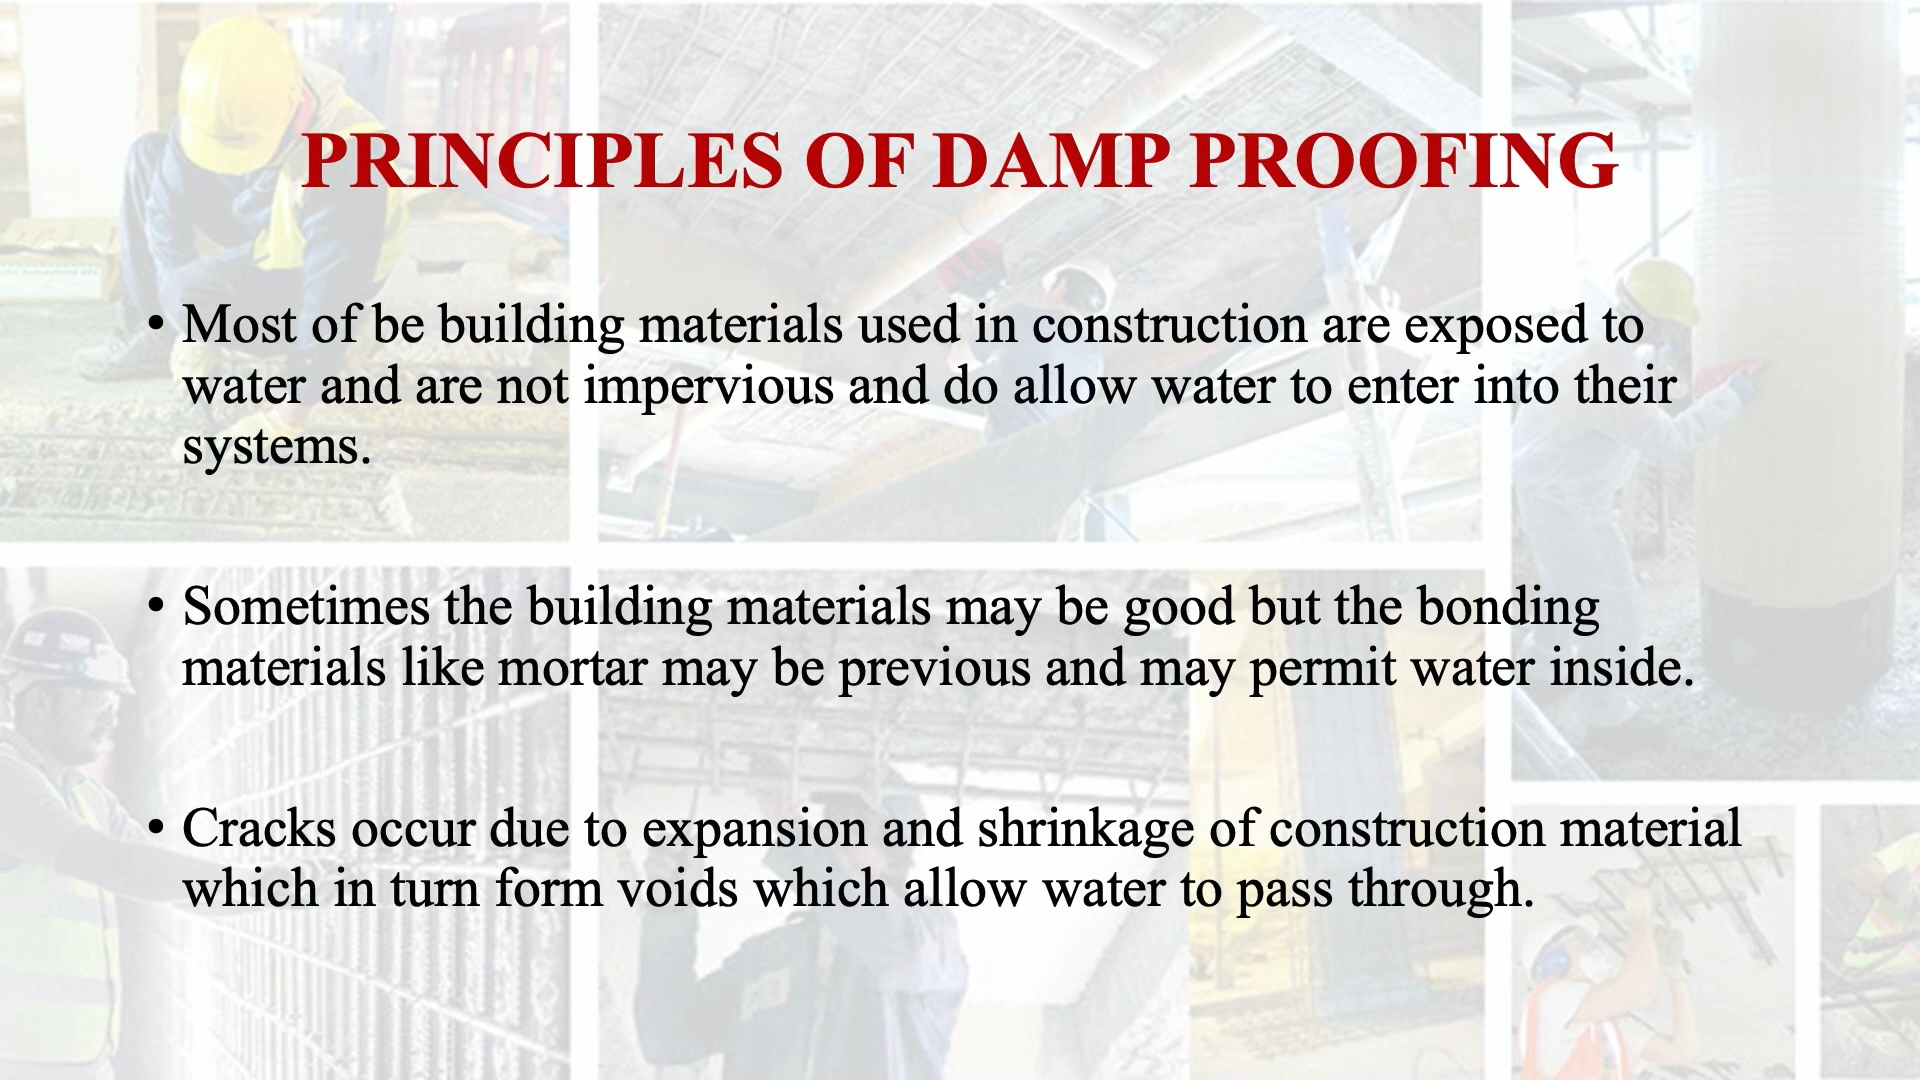 PRINCIPLES OF DAMP PROOFING
• Most of be building materials used in construction are exposed to
water and are not impervious and do allow water to enter into their
systems.
• Sometimes the building materials may be good but the bonding
materials like mortar may be previous and may permit water inside.
• Cracks occur due to expansion and shrinkage of construction material
which in turn form voids which allow water to pass through.